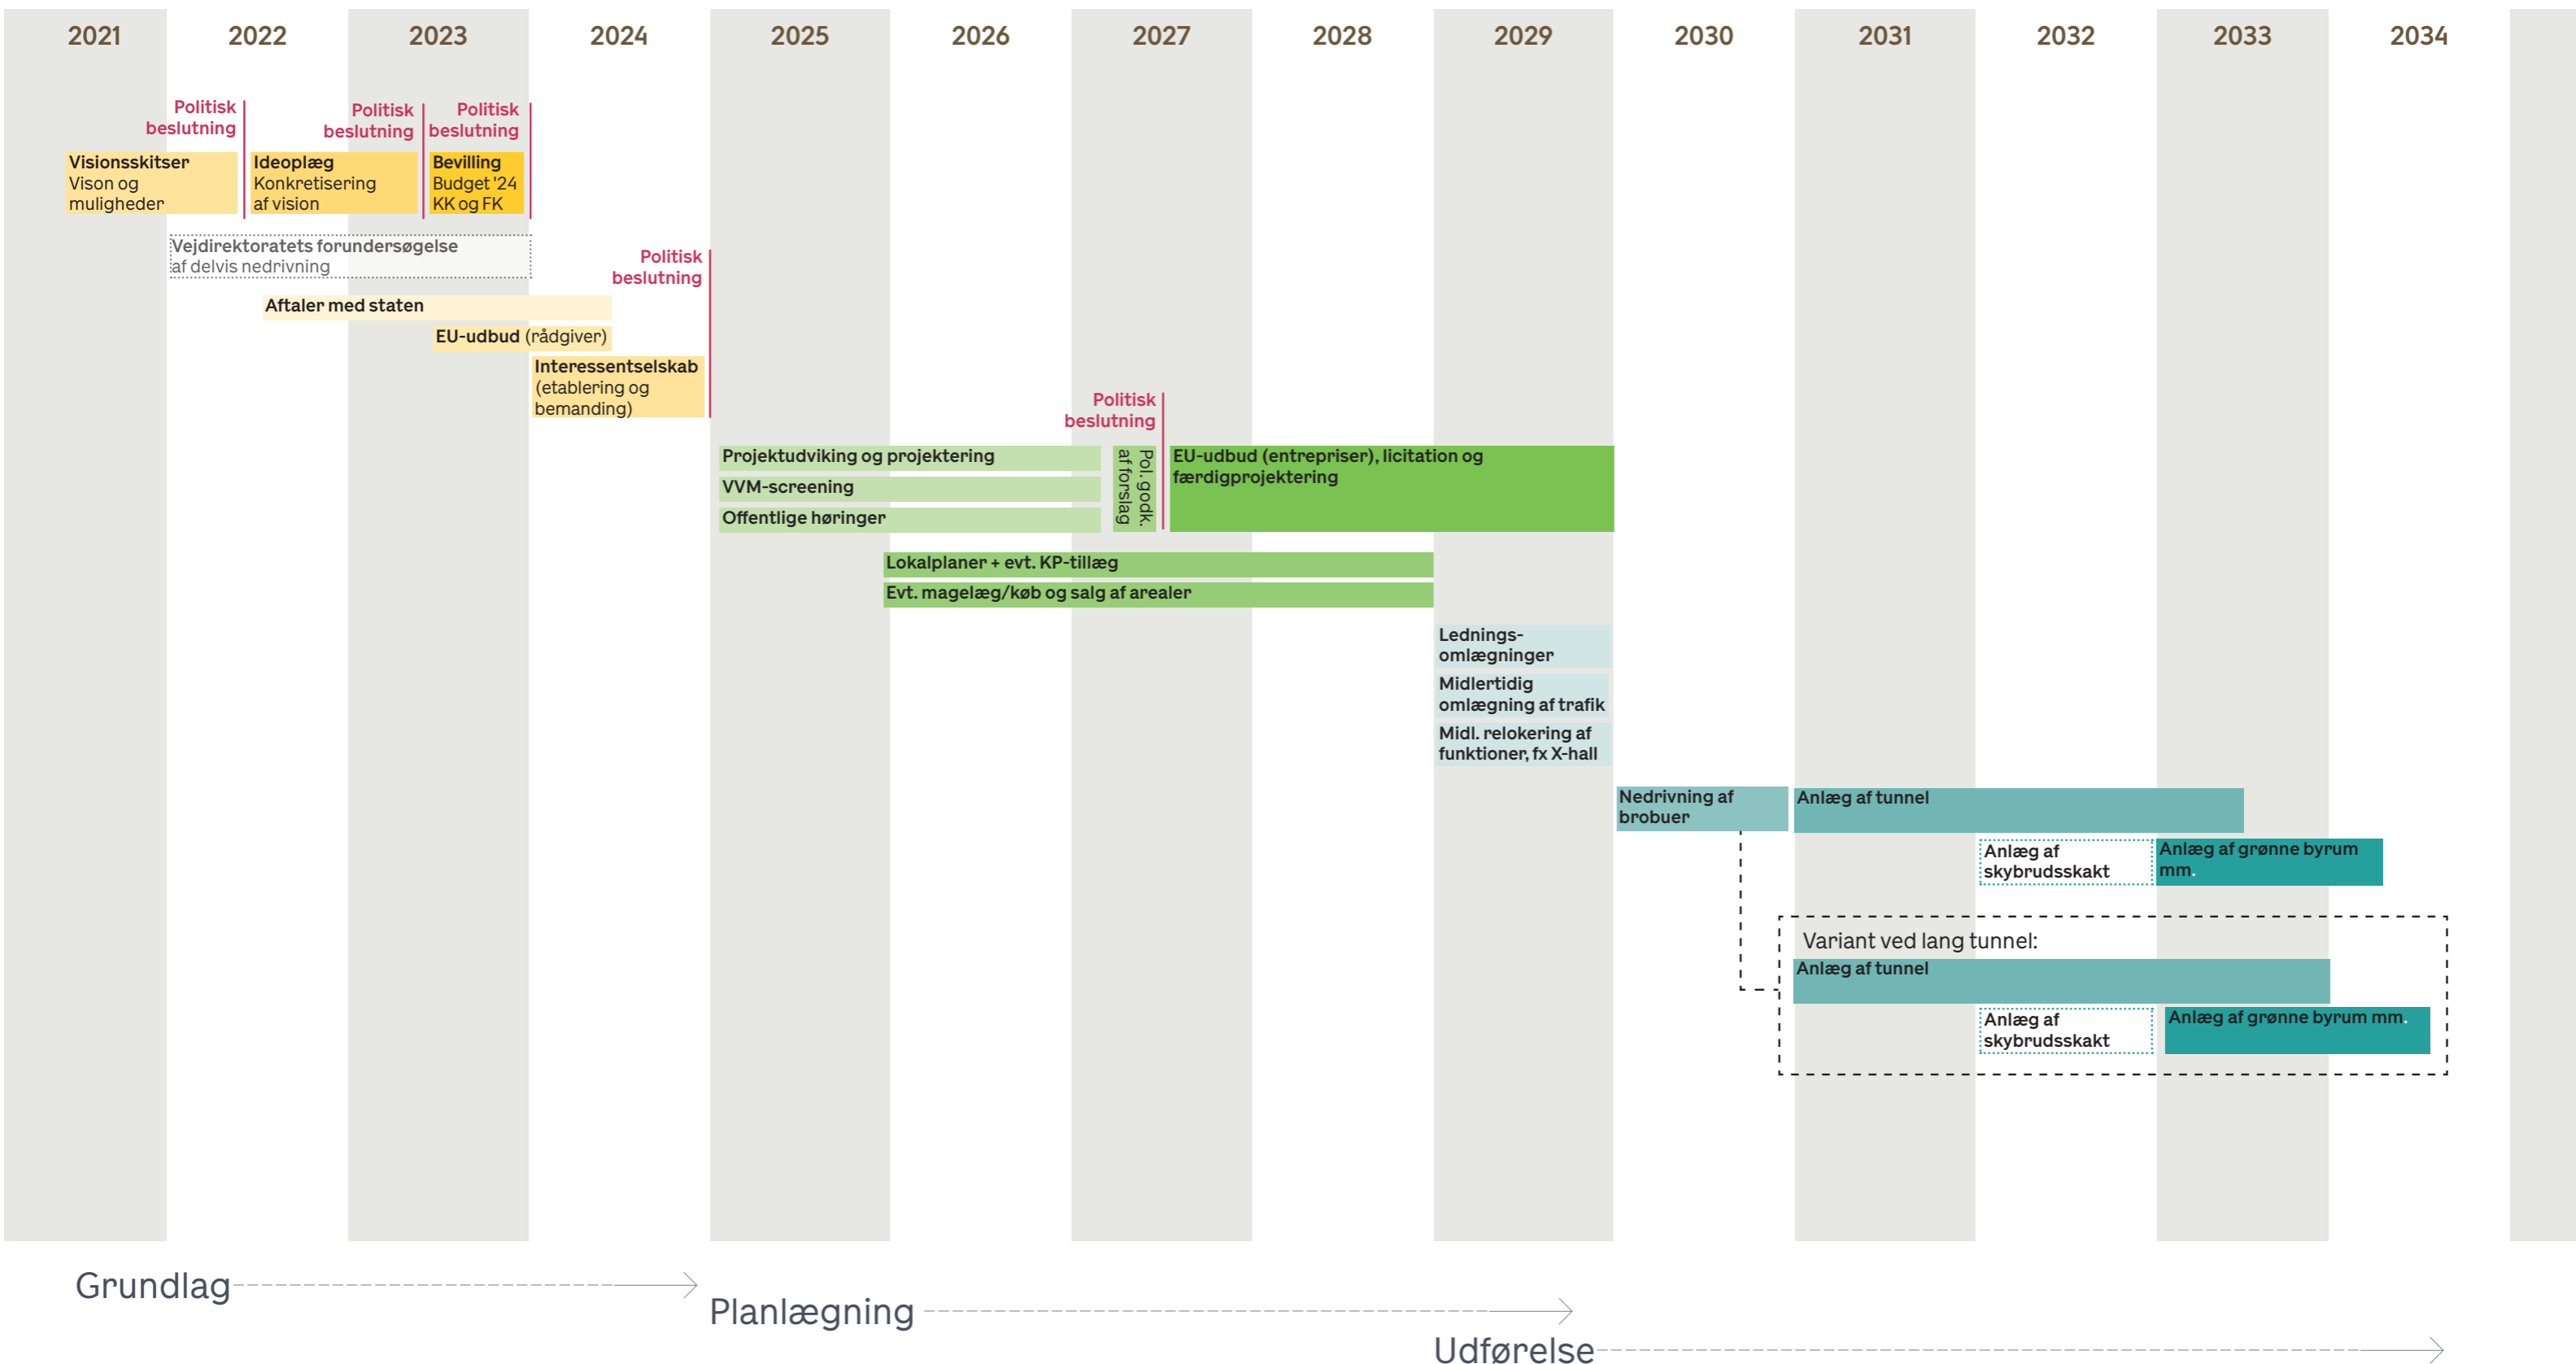 2021 2022 2023 2024 2025 2026 2027 2028 2029 2030 2031 2032 2033 2034
Politisk
beslutning
Politisk
beslutning
Politisk
beslutning
Visionsskitser
Vison og
muligheder
Ideoplæg
Konkretisering
af vision
Bevilling
Budget '24
KK og FK
Vejdirektoratets forundersøgelse
af delvis nedrivning
Politisk
beslutning
Aftaler med staten
EU-udbud (rådgiver)
Interessentselskab
(etablering og
bemanding)
Politisk
beslutning
Projektudviking og projektering
VVM-screening
Offentlige høringer
Pol. godk.
af forslag
EU-udbud (entrepriser), licitation og
færdigprojektering
Lokalplaner + evt. KP-tillæg
Evt. magelæg/køb og salg af arealer
Lednings-
omlægninger
Midlertidig
omlægning af trafik
Midl. relokering af
funktioner, fx X-hall
Nedrivning af
brobuer
Anlæg af tunnel
Anlæg af
skybrudsskakt
Anlæg af grønne byrum
mm.
Variant ved lang tunnel:
Anlæg af tunnel
Anlæg af
skybrudsskakt
Anlæg af grønne byrum mm.
Grundlag
Planlægning
Udførelse